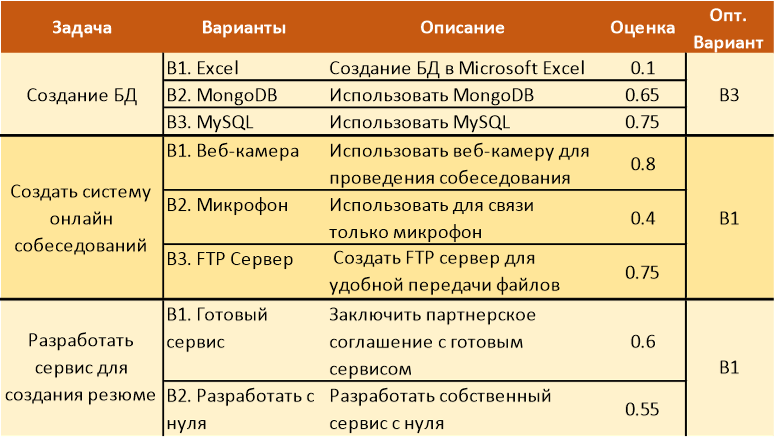 Задача Варианты Описание Оценка Опт. Вариант
Создание БД
В1. Excel Создание БД в Microsoft Excel 0.1
В2. MongoDB Использовать MongoDB 0.65
В3. MySQL Использовать MySQL 0.75
В3
Создать систему
онлайн
собеседований
В1. Веб-камера
Использовать веб-камеру для
проведения собеседования
0.8
В2. Микрофон
Использовать для связи
только микрофон
0.4
В3. FTP Сервер
Создать FTP сервер для
удобной передачи файлов
0.75
В1
Разработать
сервис для
создания резюме
В1. Готовый
сервис
Заключить партнерское
соглашение с готовым
сервисом
0.6
В2. Разработать с
нуля
Разработать собственный
сервис с нуля
0.55
В1